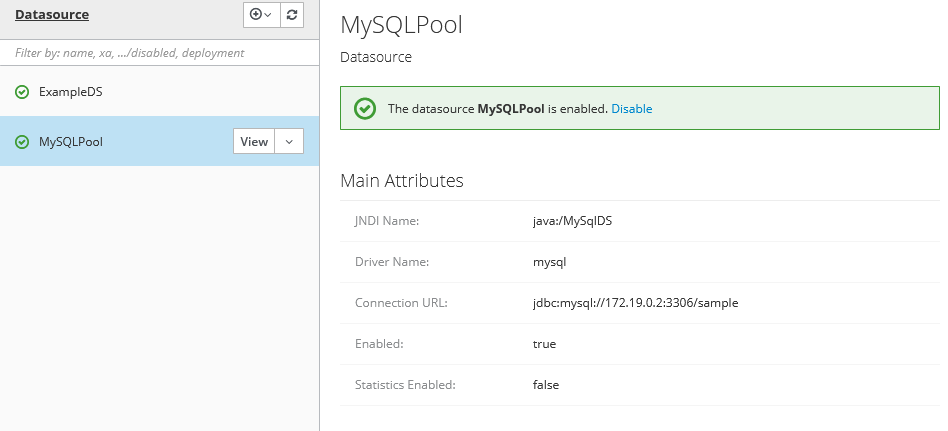 Datasource
Filter by: name, xa, .../disabled, deployment
ExampleDS
MySQLPool
View
MySQLPool
Datasource
The datasource MySQLPool is enabled. Disable
Main Attributes
JNDI Name: java:/MySqlDS
Driver Name: mysql
Connection URL: jdbc:mysql://172.19.0.2:3306/sample
Enabled: true
Statistics Enabled: false